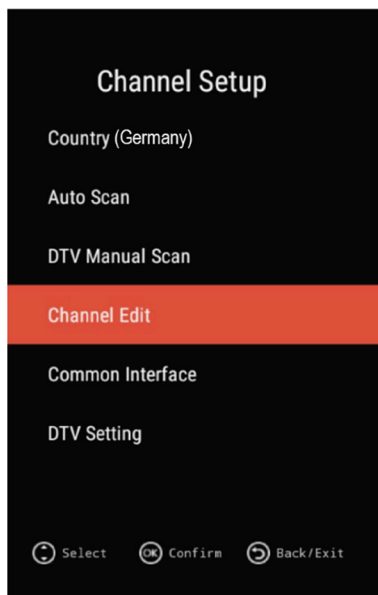 Channel Setup
Country (Germany)
Auto Scan
DTV Manual Scan
Channel Edit
Common Interface
DTV Setting
Select OK Confirm Back/Exit